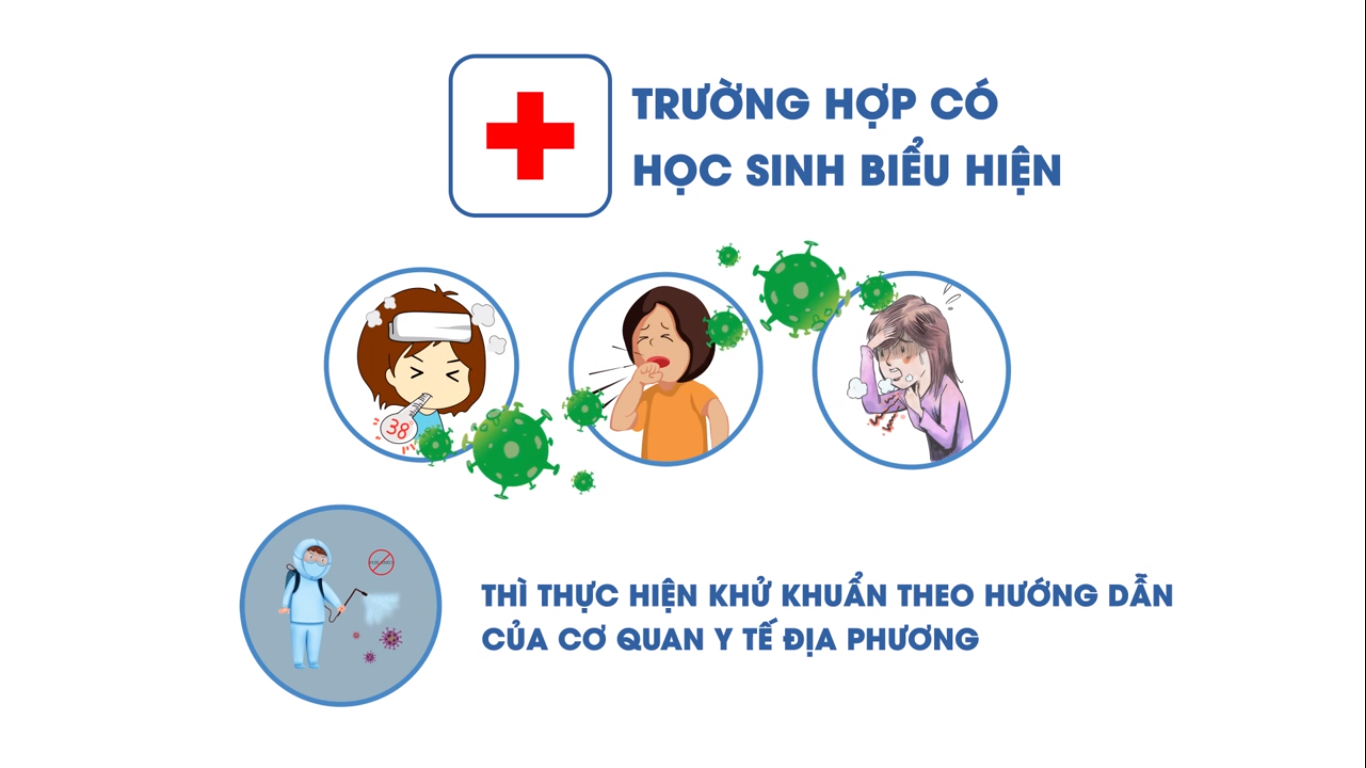 TRƯỜNG HỢP CÓ
HỌC SINH BIỂU HIỆN
38
THÌ THỰC HIỆN KHỬ KHUẨN THEO HƯỚNG DẪN
CỦA CƠ QUAN Y TẾ ĐỊA PHƯƠNG